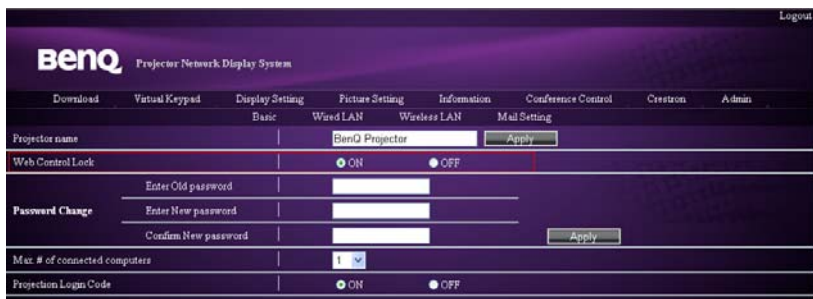 Logout
BenQ Projector Network Display System
Download Virtual Keypad Display Setting Picture Setting Information Conference Control Crestron Admin
Basic Wired LAN Wireless LAN Mail Setting
Projector name BenQ Projector Apply
Web Control Lock ON OFF
Enter Old password
Password Change Enter New password
Confirm New password Apply
Max # of connected computers 1
Projection Login Code ON OFF